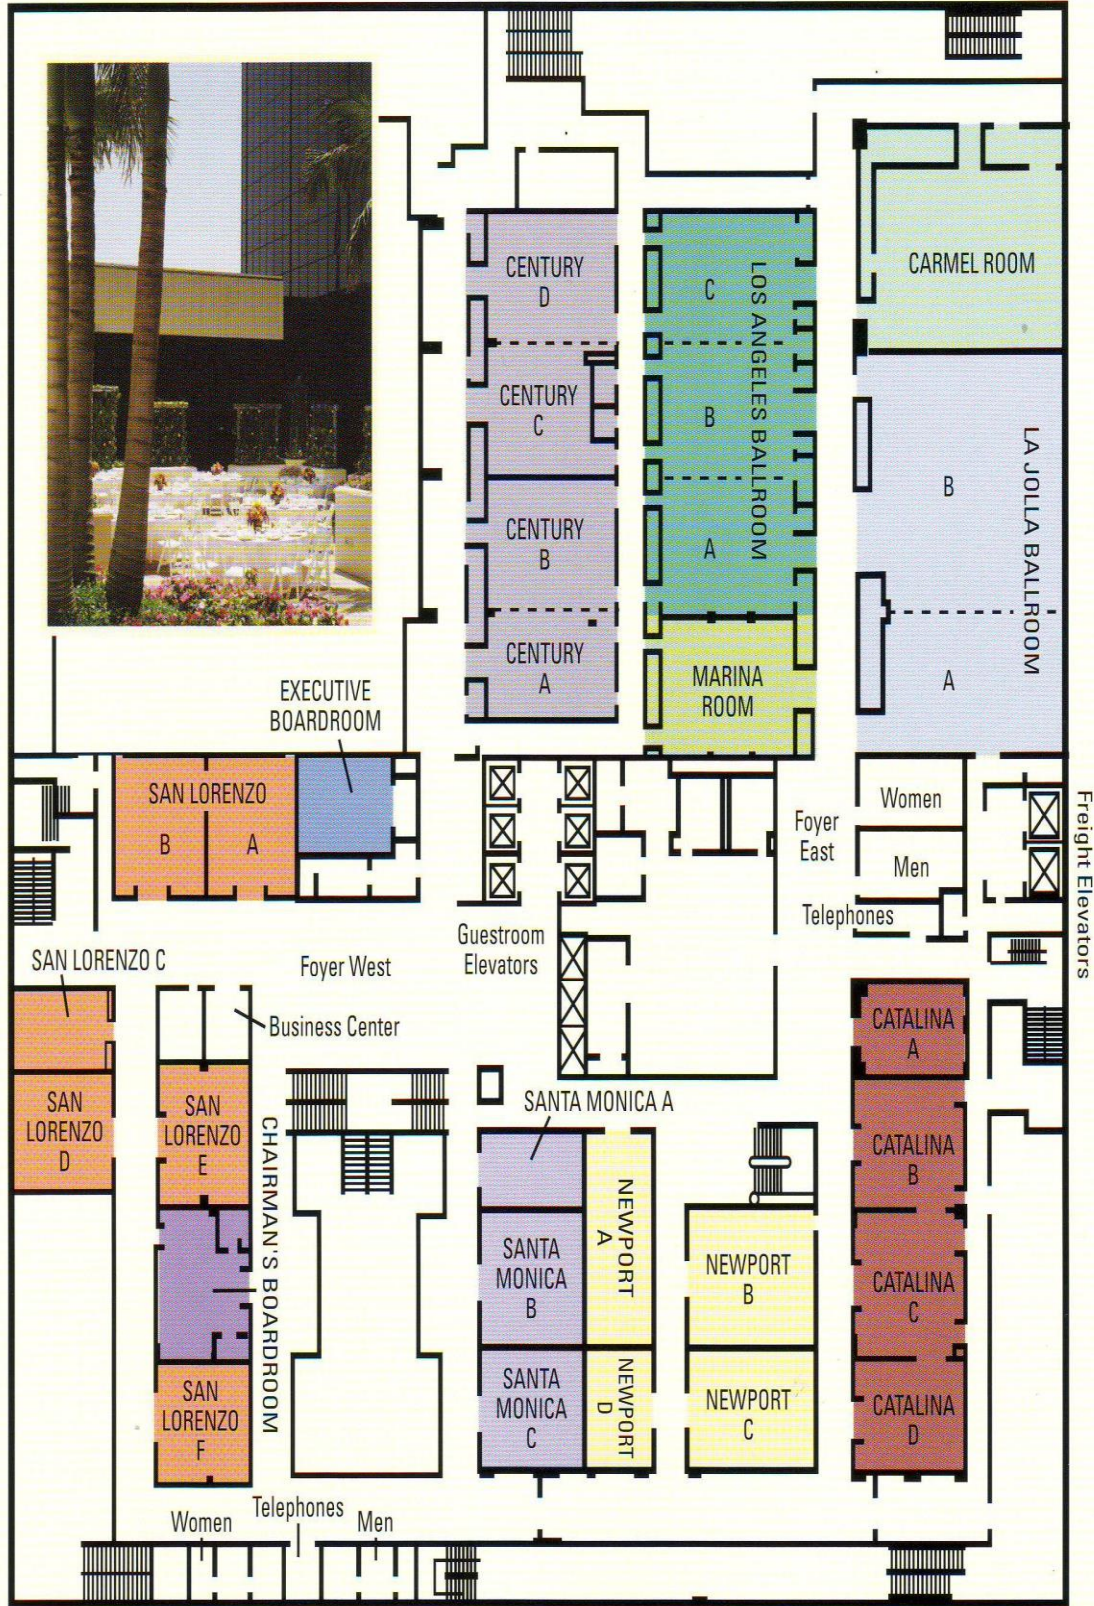 CENTURY
D
CENTURY
C
CENTURY
B
CENTURY
A
C
B
A
LOS ANGELES BALLROOM
MARINA
ROOM
CARMEL ROOM
B
A
LA JOLLA BALLROOM
EXECUTIVE
BOARDROOM
SAN LORENZO
B
A
Foyer
East
Women
Men
Telephones
Freight Elevators
Guestroom
Elevators
Foyer West
SAN LORENZO C
Business Center
SAN
LORENZO
D
SAN
LORENZO
E
CHAIRMAN'S BOARDROOM
SAN
LORENZO
F
SANTA MONICA A
SANTA
MONICA
B
SANTA
MONICA
C
NEWPORT
A
NEWPORT
D
NEWPORT
B
NEWPORT
C
CATALINA
A
CATALINA
B
CATALINA
C
CATALINA
D
Women
Telephones
Men